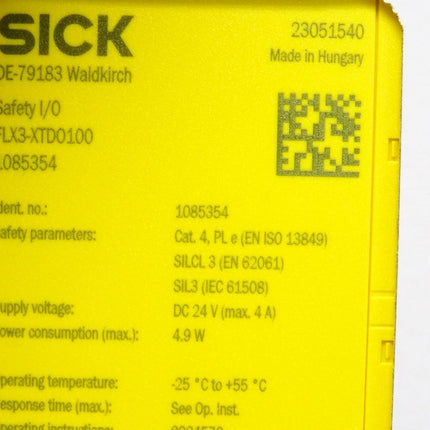 SICK
23051540
Made in Hungary
DE-79183 Waldkirch
Safety I/O
FLX3-XTDO100
1085354
dent. no.: 1085354
afety parameters: Cat. 4, PL e (EN ISO 13849)
SILCL 3 (EN 62061)
SIL3 (IEC 61508)
upply voltage: DC 24 V (max. 4 A)
ower consumption (max.): 4.9 W
perating temperature: -25 °C to +55 °C
esponse time (max.): See Op. Inst.
perating instructions: